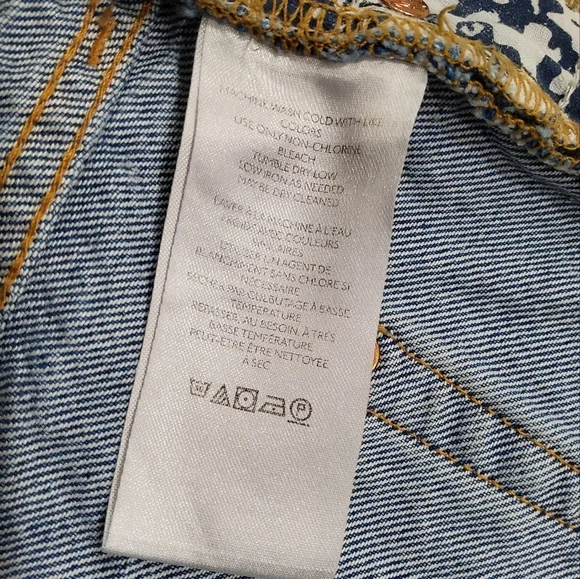 MACHINE WASH COLD WITH LIKE
COLORS
USE ONLY NON-CHLORINE
BLEACH
TUMBLE DRY LOW
LOW IRON AS NEEDED
MAY BE DRY CLEANED
LAVER À LA MACHINE À L'EAU
FROIDE AVEC COULEURS
SIMILAIRES
UTILISER UN AGENT DE
BLANCHIMENT SANS CHLORE SI
NÉCESSAIRE
SÉCHER PAR CULBUTAGE À BASSE
TEMPÉRATURE
REPASSER, AU BESOIN, À TRÈS
BASSE TEMPÉRATURE
PEUT-ÊTRE ÊTRE NETTOYÉE
A SEC
P